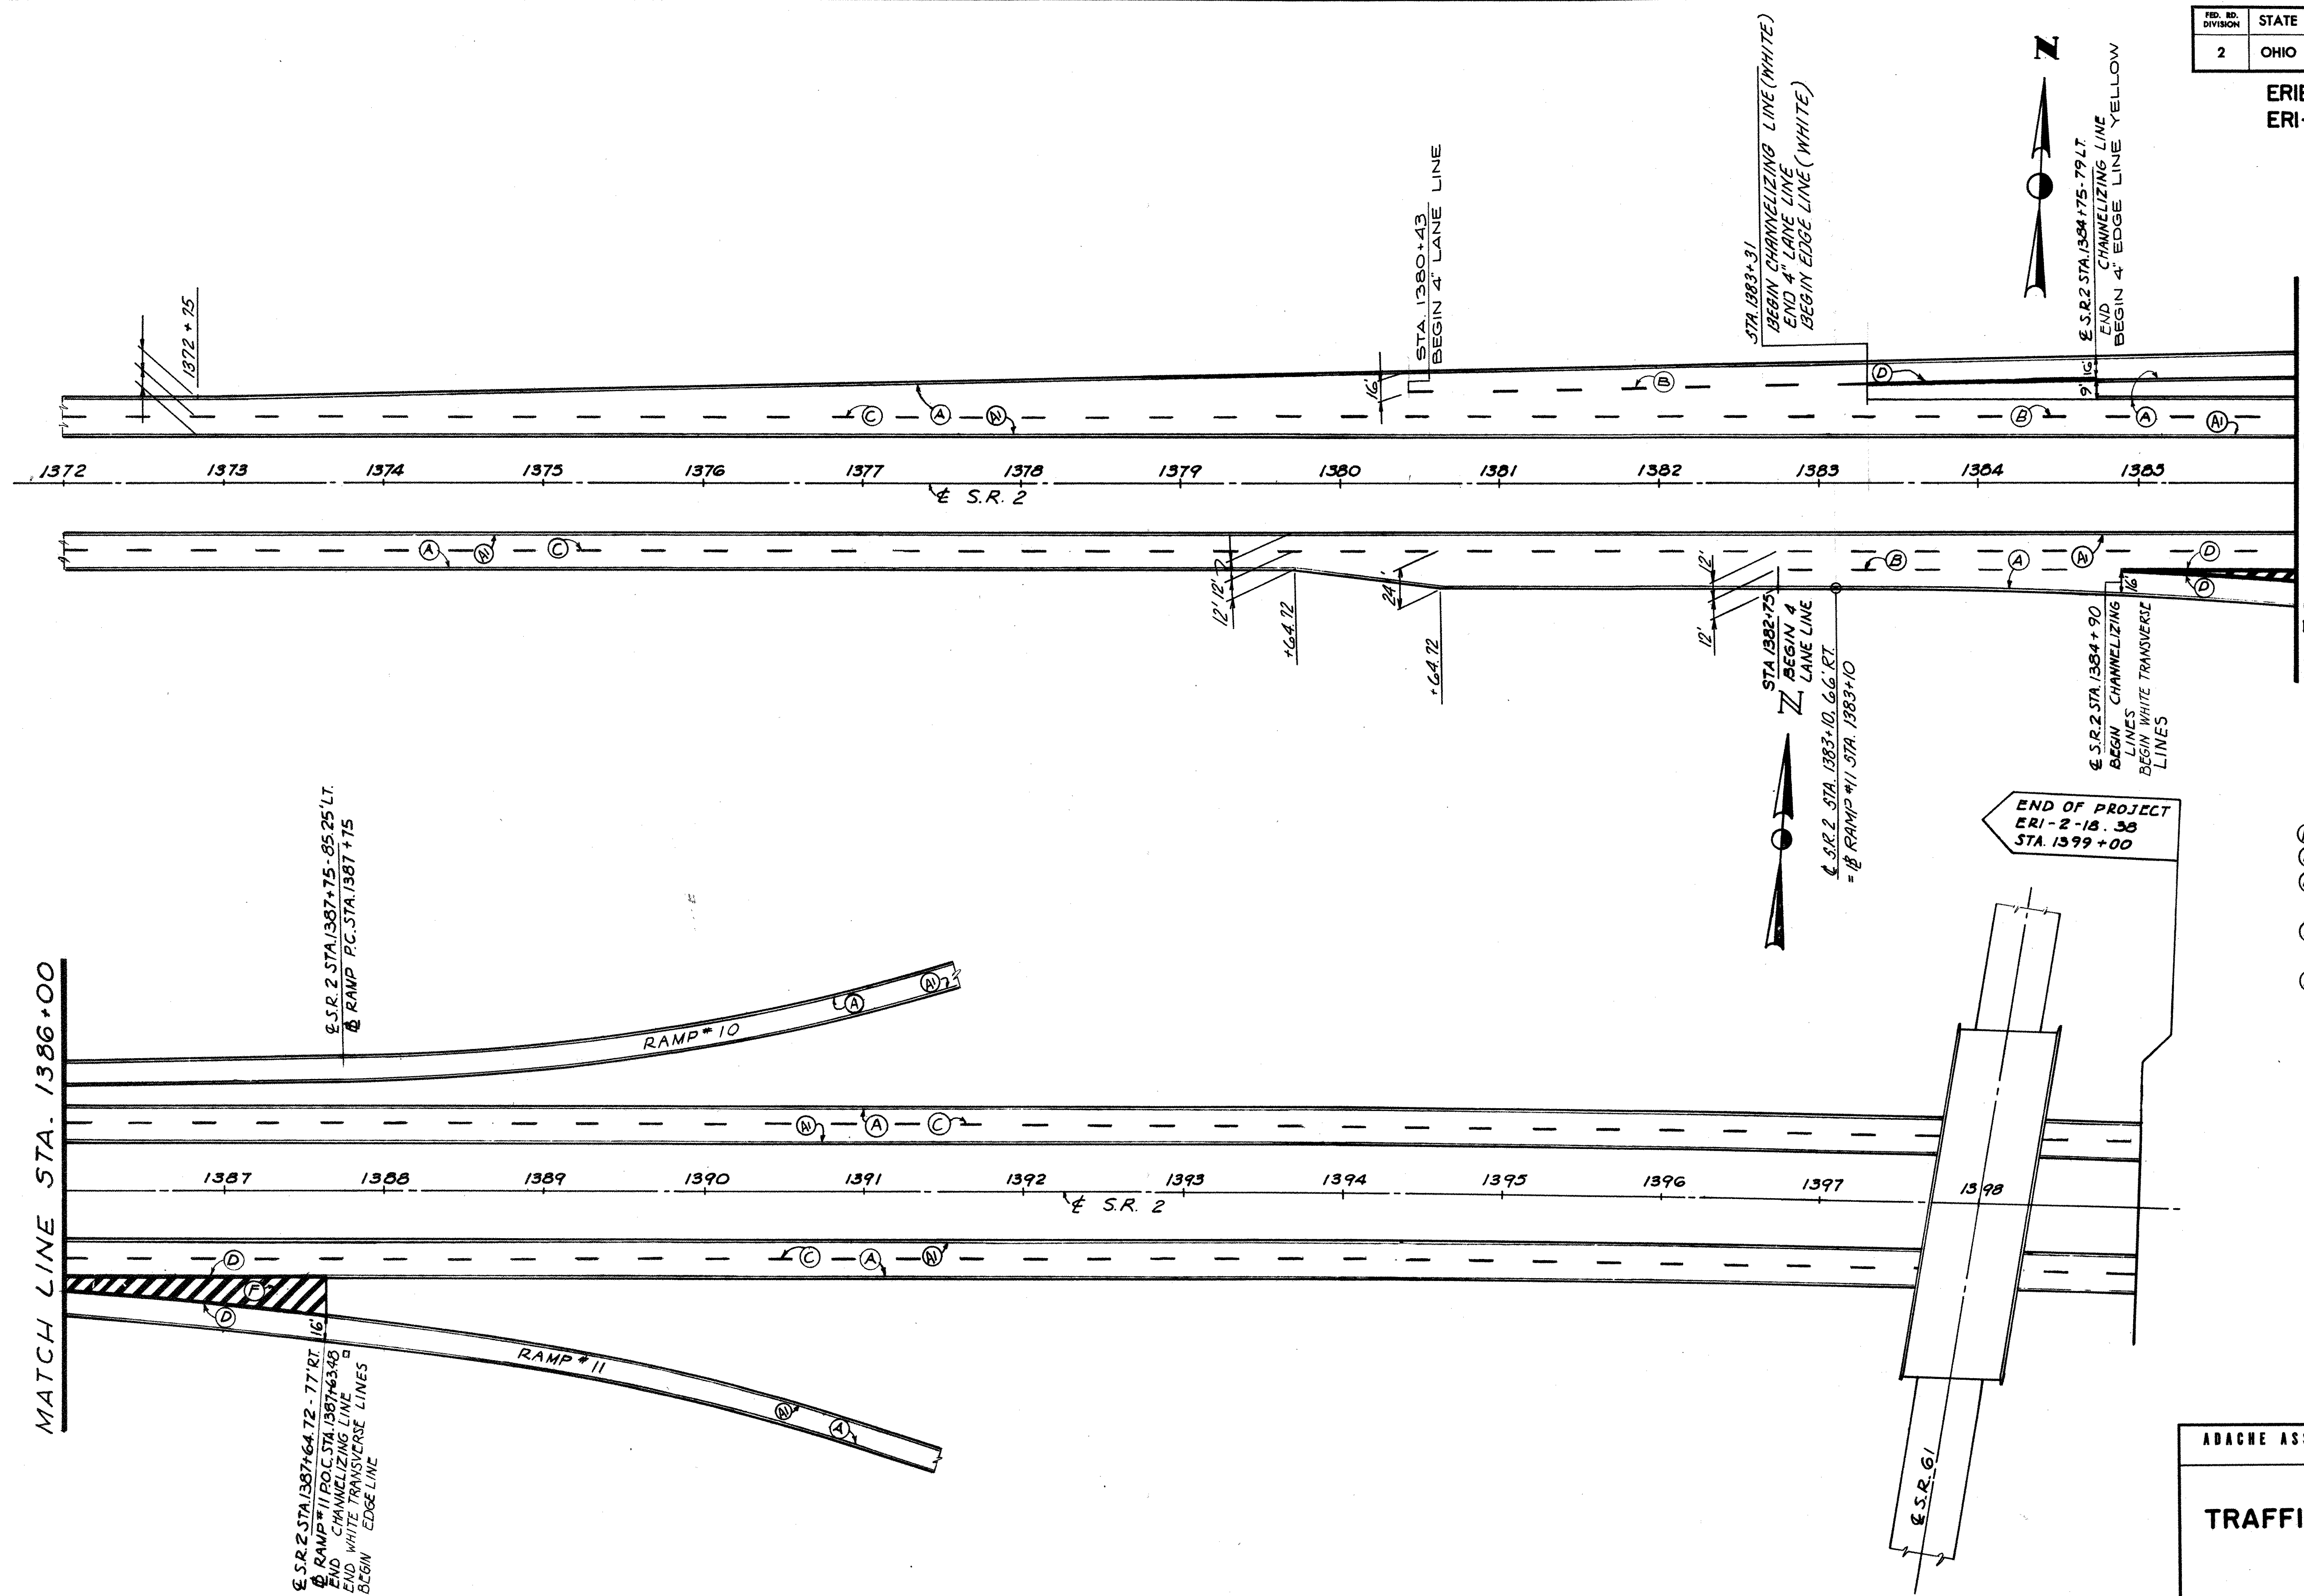 FED. RD. DIVISION STATE
2 OHIO
ERI-
N
1372 + 75
STA. 1380+43
BEGIN 4" LANE LINE
STA. 1383+31
BEGIN CHANNELIZING LINE (WHITE)
END 4" LANE LINE
BEGIN EDGE LINE (WHITE)
℄ S.R.2 STA.1384+75-79 LT.
END CHANNELIZING LINE
BEGIN 4" EDGE LINE YELLOW
16'
9' 16'
C A A1 B D B A A1
1372 1373 1374 1375 1376 1377 1378 1379 1380 1381 1382 1383 1384 1385
℄ S.R. 2
A A1 C B A A1 D D
12' 12'
+64.72
24'
+64.72
12'
12'
STA 1382+75
BEGIN 4
LANE LINE
N
℄ S.R.2 STA. 1383+10, 66' RT.
= ℄ RAMP #11 STA. 1383+10
16'
℄ S.R.2 STA.1384+90
BEGIN CHANNELIZING
LINES
BEGIN WHITE TRANSVERSE
LINES
END OF PROJECT
ERI-2-18.38
STA. 1399+00
MATCH LINE STA. 1386+00
℄ S.R. 2 STA.1387+75-85.25'LT.
RAMP P.C. STA.1387+75
RAMP #10
A A1
A1 A C
1387 1388 1389 1390 1391 1392 1393 1394 1395 1396 1397 1398
℄ S.R. 2
D C A A1
F
D
16'
RAMP #11
A1 A
℄ S.R.2 STA.1387+64.72-77'RT.
RAMP #11 P.O.C. STA.1387+63.48
END CHANNELIZING LINE
END WHITE TRANSVERSE LINES
BEGIN EDGE LINE
℄ S.R. 61
ADACHE ASS
TRAFFI